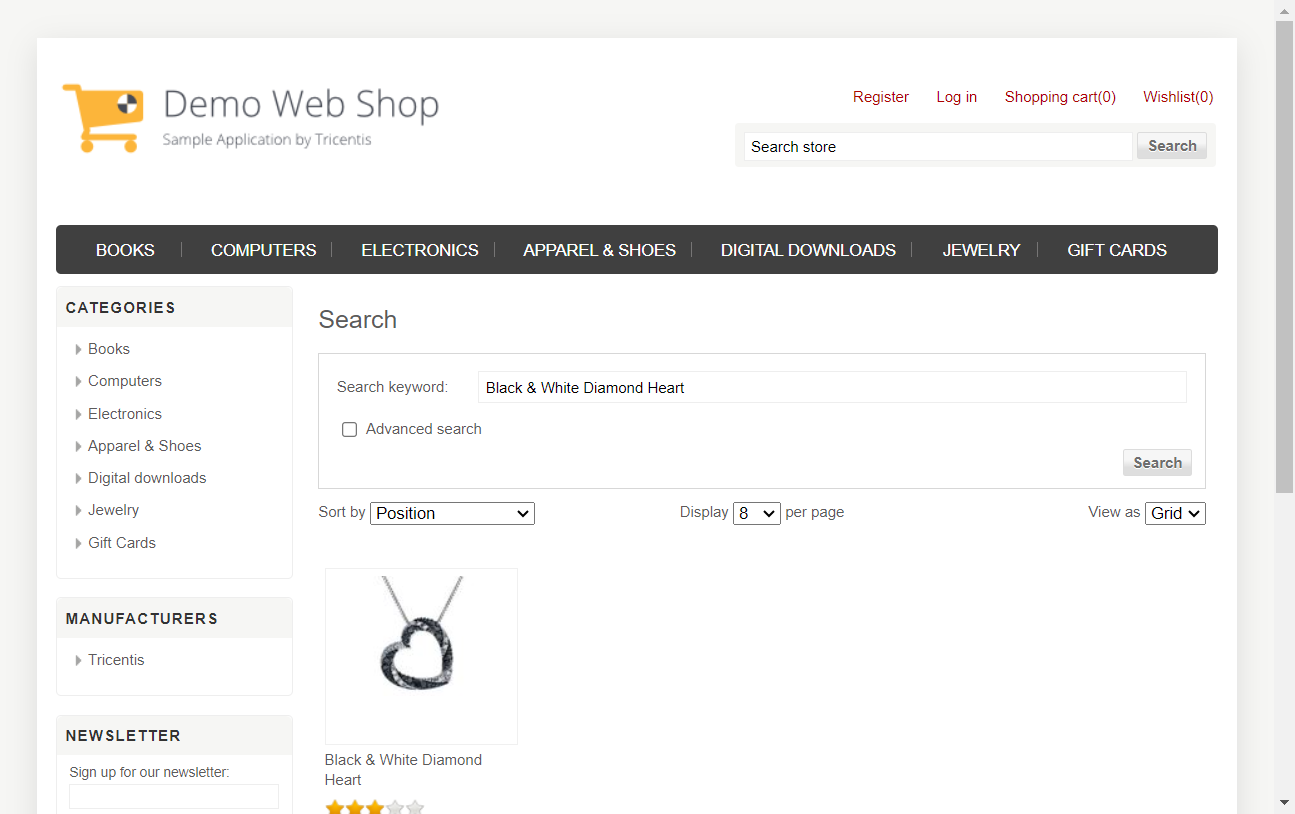 Demo Web Shop
Sample Application by Tricentis
Register Log in Shopping cart(0) Wishlist(0)
Search store Search
BOOKS COMPUTERS ELECTRONICS APPAREL & SHOES DIGITAL DOWNLOADS JEWELRY GIFT CARDS
CATEGORIES
Books
Computers
Electronics
Apparel & Shoes
Digital downloads
Jewelry
Gift Cards
MANUFACTURERS
Tricentis
NEWSLETTER
Sign up for our newsletter:
Search
Search keyword: Black & White Diamond Heart
Advanced search
Search
Sort by Position Display 8 per page View as Grid
Black & White Diamond
Heart